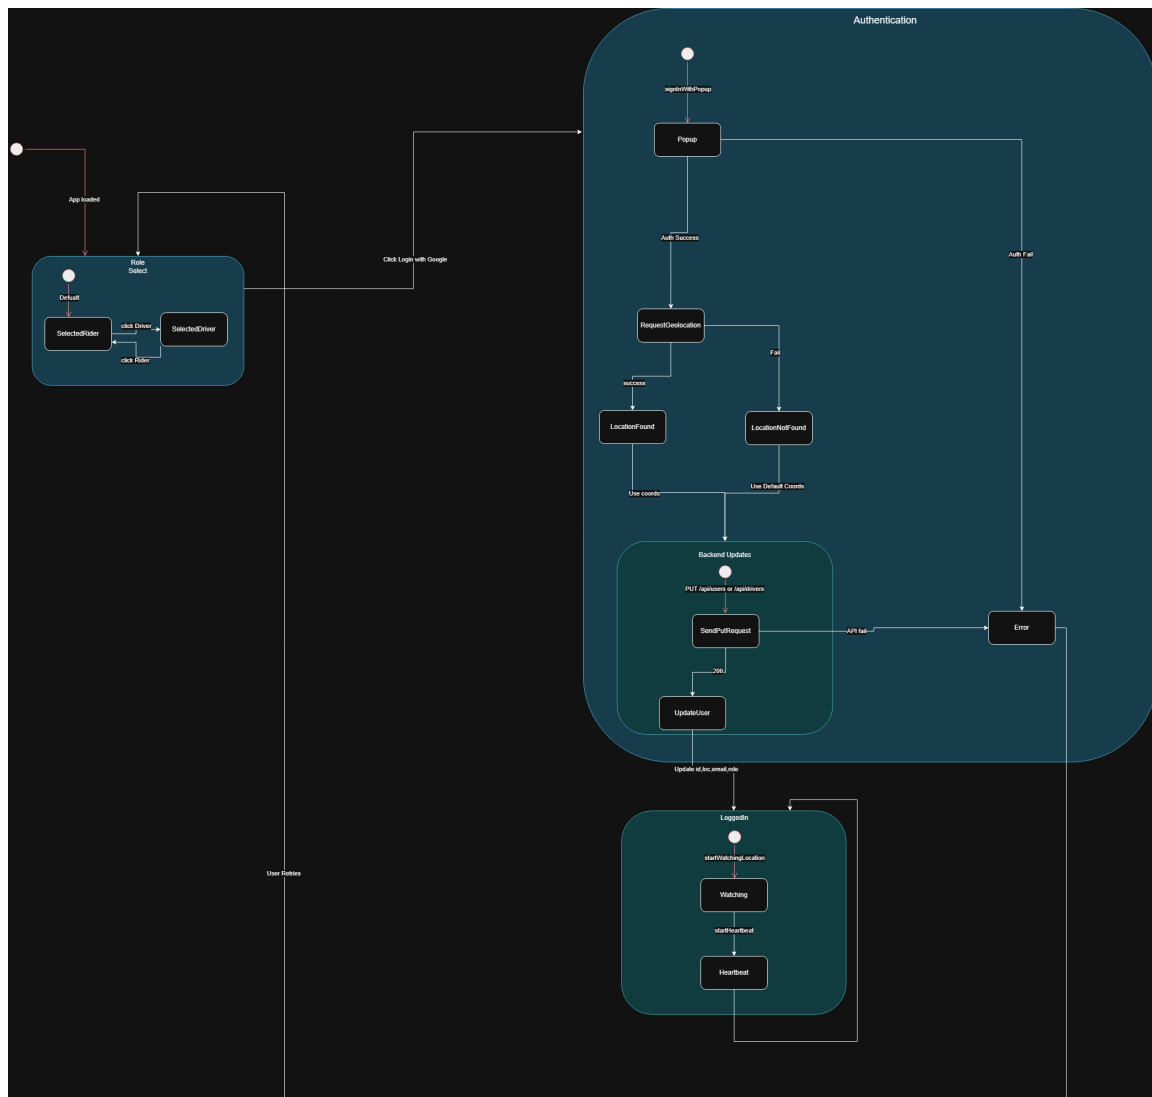 Authentication
signInWithPopup
Popup
App loaded
Auth Success
Auth Fail
Click Login with Google
Role
Select
Defualt
SelectedRider
click Driver
SelectedDriver
click Rider
RequestGeolocation
Fail
success
LocationFound
LocationNotFound
Use coords
Use Default Coords
Backend Updates
PUT /api/users or /api/drivers
SendPutRequest
API fail
Error
200
UpdateUser
Update id,loc,email,role
LoggedIn
startWatchingLocation
User Retries
Watching
startHeartbeat
Heartbeat